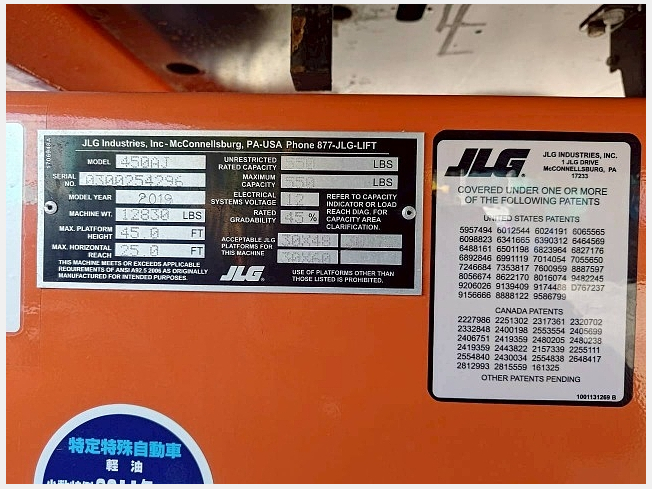 JLG Industries, Inc - McConnellsburg, PA-USA Phone 877-JLG-LIFT
MODEL 450AJ
SERIAL NO. 0300254296
MODEL YEAR 2019
MACHINE WT. 12830 LBS
MAX. PLATFORM HEIGHT 45.0 FT
MAX. HORIZONTAL REACH 25.0 FT
THIS MACHINE MEETS OR EXCEEDS APPLICABLE
REQUIREMENTS OF ANSI A92.5 2006 AS ORIGINALLY
MANUFACTURED FOR INTENDED PURPOSES.
UNRESTRICTED RATED CAPACITY 550 LBS
MAXIMUM CAPACITY 550 LBS
ELECTRICAL SYSTEMS VOLTAGE 12
RATED GRADABILITY 45 %
REFER TO CAPACITY
INDICATOR OR LOAD
REACH DIAG. FOR
CAPACITY AREA
CLARIFICATION.
ACCEPTABLE JLG PLATFORMS FOR THIS MACHINE
30X48
30X60
JLG
USE OF PLATFORMS OTHER THAN
THOSE LISTED IS PROHIBITED.
JLG
JLG INDUSTRIES, INC.
1 JLG DRIVE
McCONNELLSBURG, PA
17233
COVERED UNDER ONE OR MORE
OF THE FOLLOWING PATENTS
UNITED STATES PATENTS
5957494 6012544 6024191 6065565
6098823 6341665 6390312 6464569
6488161 6501198 6823964 6827176
6892846 6991119 7014054 7055650
7246684 7353817 7600959 8887597
8056674 8622170 8016074 9482245
9206026 9139409 9174488 D767237
9156666 8888122 9586799
CANADA PATENTS
2227986 2251302 2317361 2320702
2332848 2400198 2553554 2405699
2406751 2419359 2480205 2480238
2419359 2443822 2157339 2255111
2554840 2430034 2554838 2648417
2812993 2815559 161325
OTHER PATENTS PENDING
1001131269 B
特定特殊自動車
軽油